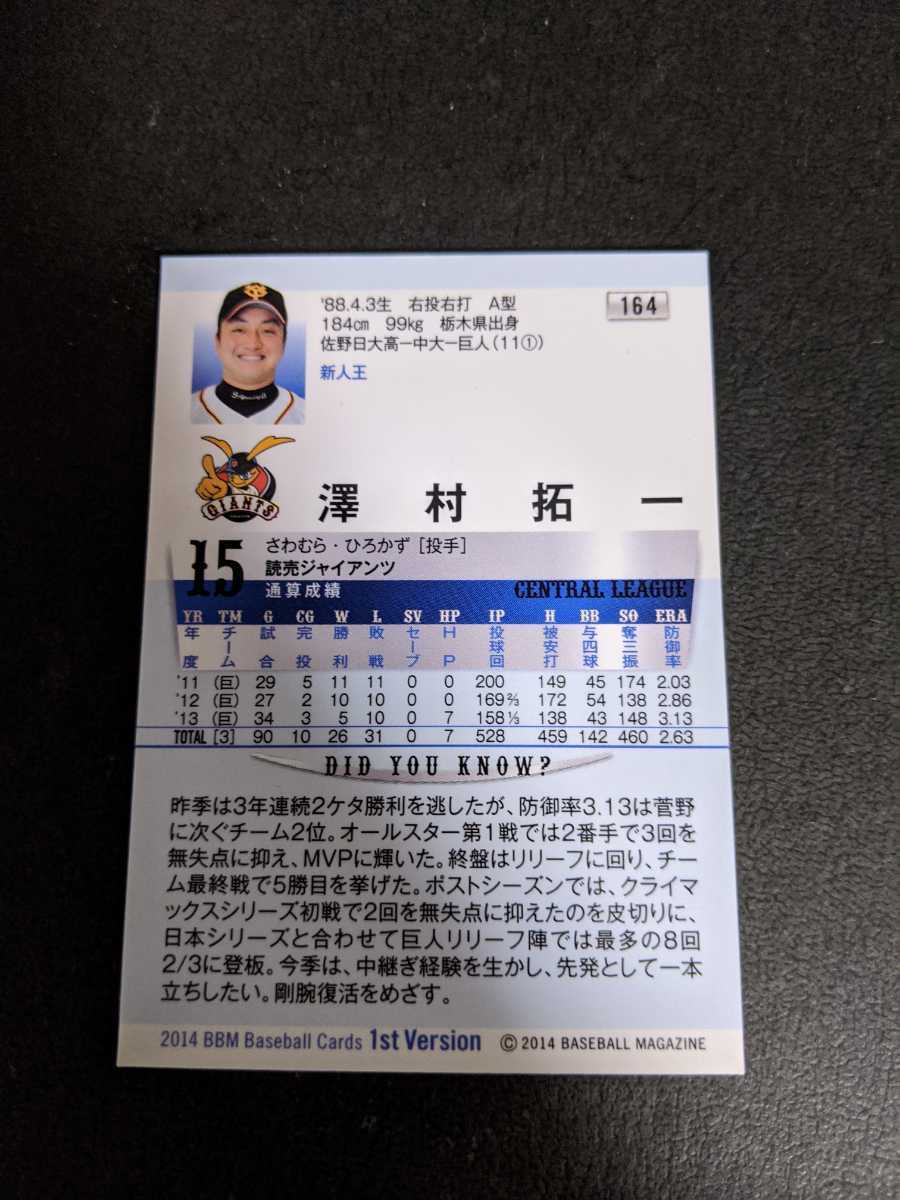 '88.4.3生 右投右打 A型
164
184cm 99kg 栃木県出身
佐野日大高ー中大ー巨人(11①)
新人王
Sawamura
GIANTS
澤村拓一
15
さわむら・ひろかず [投手]
読売ジャイアンツ
通算成績 CENTRAL LEAGUE
YR TM G CG W L SV HP IP H BB SO ERA
年度 チーム 試合 完投 勝利 敗戦 セーブ HP 投球回 被安打 与四球 奪三振 防御率
'11 (巨) 29 5 11 11 0 0 200 149 45 174 2.03
'12 (巨) 27 2 10 10 0 0 169⅔ 172 54 138 2.86
'13 (巨) 34 3 5 10 0 7 158⅓ 138 43 148 3.13
TOTAL [3] 90 10 26 31 0 7 528 459 142 460 2.63
DID YOU KNOW?
昨季は3年連続2ケタ勝利を逃したが、防御率3.13は菅野
に次ぐチーム2位。オールスター第1戦では2番手で3回を
無失点に抑え、MVPに輝いた。終盤はリリーフに回り、チー
ム最終戦で5勝目を挙げた。ポストシーズンでは、クライ
マックスシリーズ初戦で2回を無失点に抑えたのを皮切りに、
日本シリーズと合わせて巨人リリーフ陣では最多の8回
2/3に登板。今季は、中継ぎ経験を生かし、先発として一本
立ちしたい。剛腕復活をめざす。
2014 BBM Baseball Cards 1st Version © 2014 BASEBALL MAGAZINE